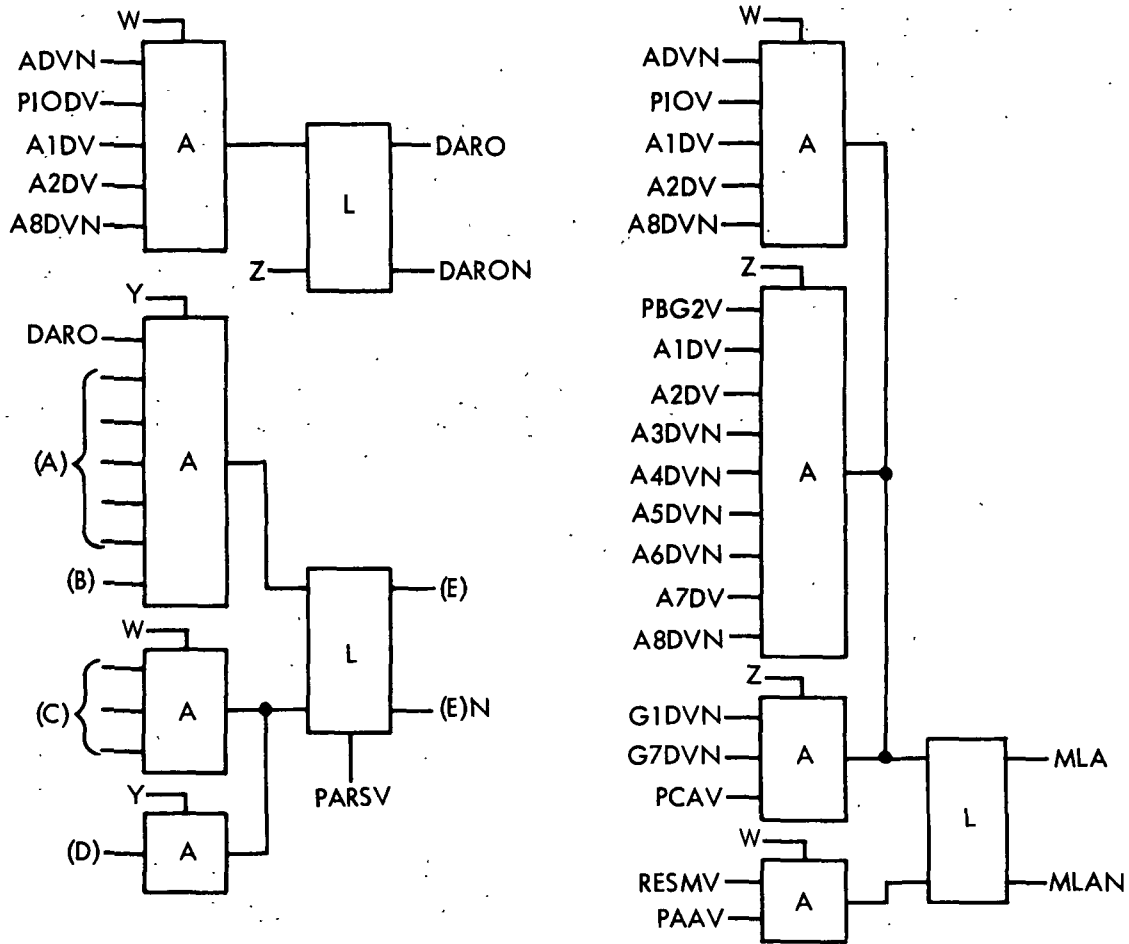 W
ADVN
PIODV
A1DV
A2DV
A8DVN
A
L
Z
DARO
DARON
Y
DARO
(A)
(B)
A
W
(C)
A
Y
(D)
A
L
(E)
(E)N
PARSV
W
ADVN
PIOV
A1DV
A2DV
A8DVN
A
Z
PBG2V
A1DV
A2DV
A3DVN
A4DVN
A5DVN
A6DVN
A7DV
A8DVN
A
Z
G1DVN
G7DVN
PCAV
A
W
RESMV
PAAV
A
L
MLA
MLAN